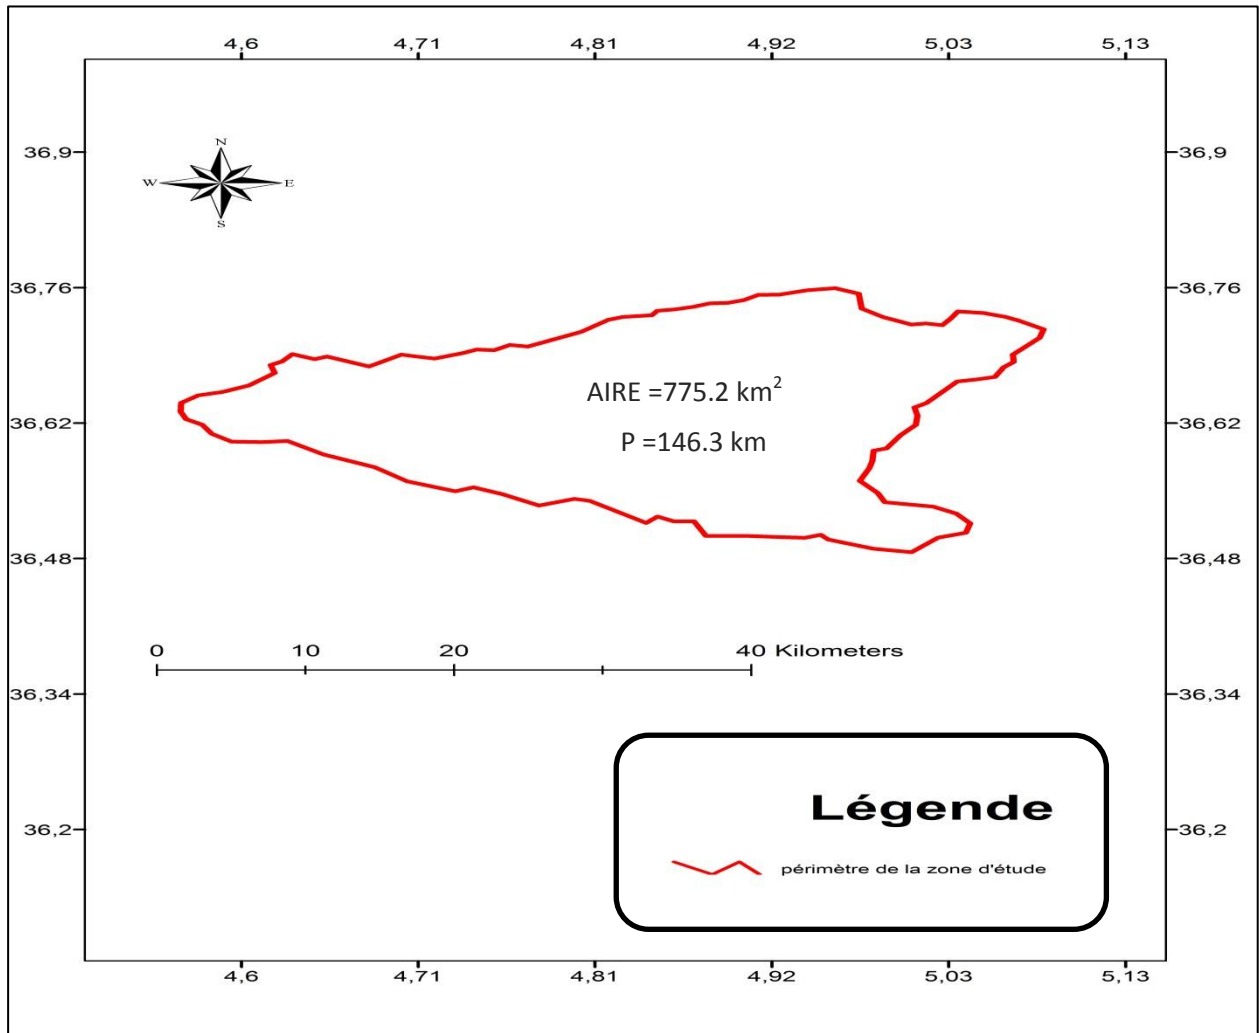 4,6 4,71 4,81 4,92 5,03 5,13
N
W E
S
36,9 36,9
36,76 36,76
AIRE =775.2 km²
36,62 36,62
P =146.3 km
36,48 36,48
0 10 20 40 Kilometers
36,34 36,34
Légende
36,2 36,2
périmètre de la zone d'étude
4,6 4,71 4,81 4,92 5,03 5,13